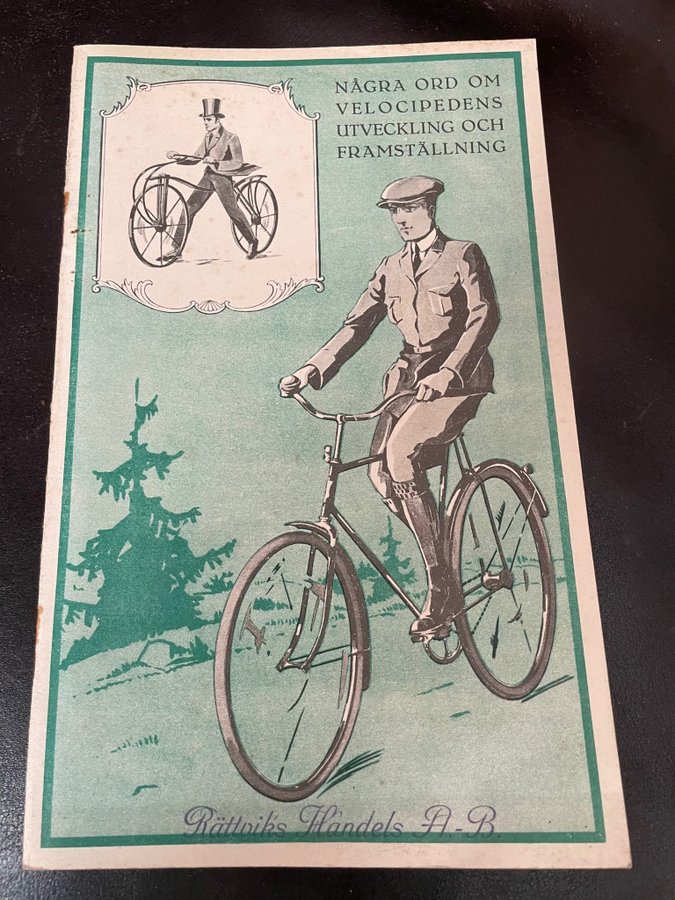 NÅGRA ORD OM
VELOCIPEDENS
UTVECKLING OCH
FRAMSTÄLLNING
Rättviks Handels A.-B.